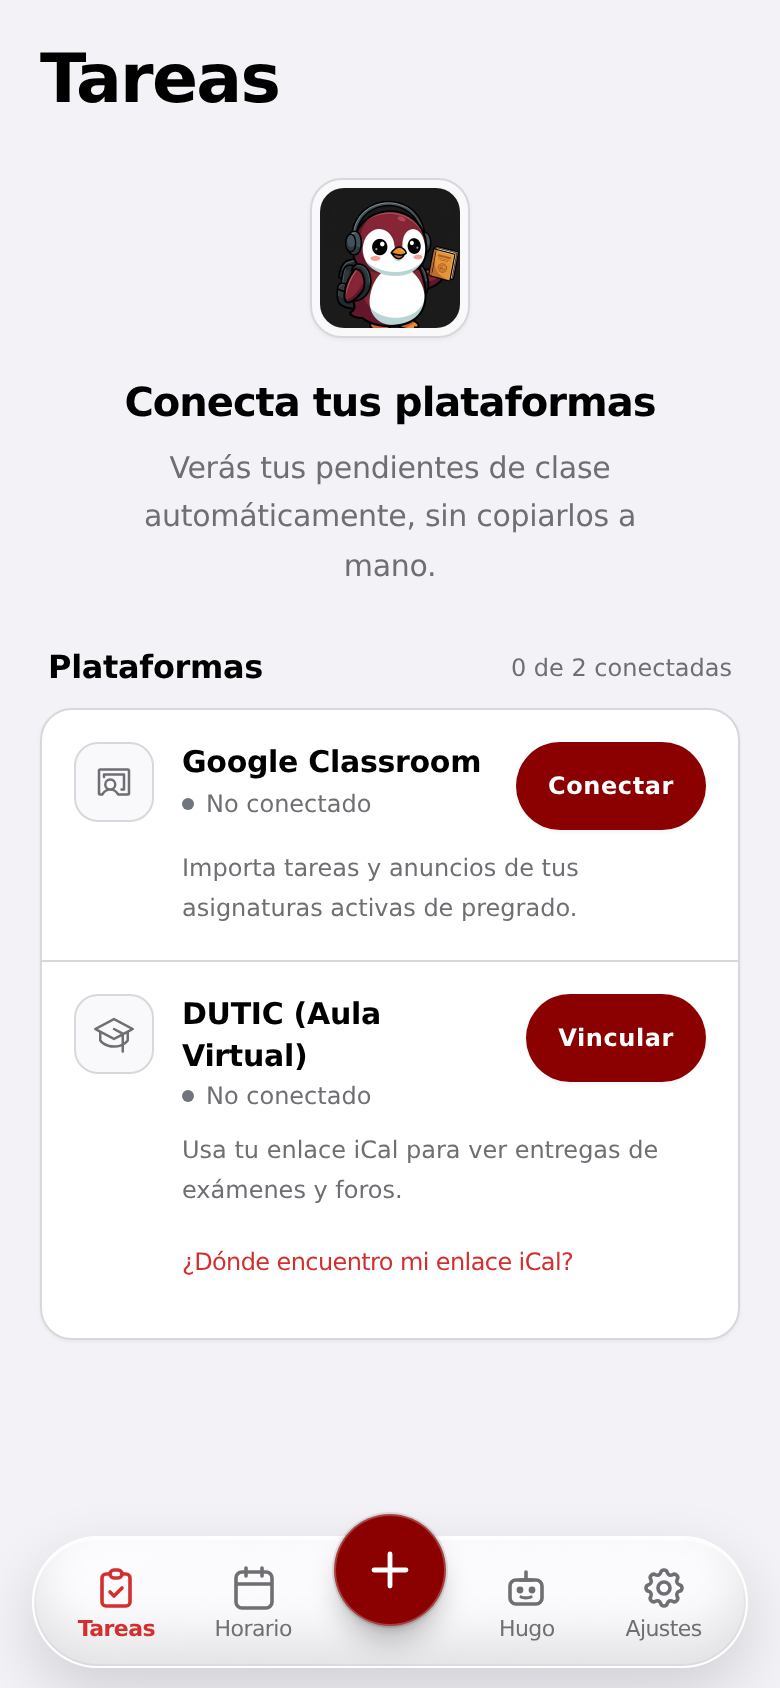 Tareas
Conecta tus plataformas
Verás tus pendientes de clase
automáticamente, sin copiarlos a
mano.
Plataformas
0 de 2 conectadas
Google Classroom
No conectado
Conectar
Importa tareas y anuncios de tus
asignaturas activas de pregrado.
DUTIC (Aula
Virtual)
No conectado
Vincular
Usa tu enlace iCal para ver entregas de
exámenes y foros.
¿Dónde encuentro mi enlace iCal?
Tareas
Horario
Hugo
Ajustes